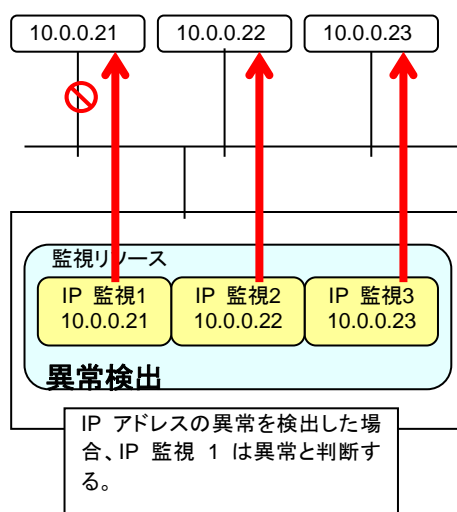 10.0.0.21
10.0.0.22
10.0.0.23
監視リソース
IP 監視1
10.0.0.21
IP 監視2
10.0.0.22
IP 監視3
10.0.0.23
異常検出
IP アドレスの異常を検出した場
合、IP 監視 1 は異常と判断す
る。